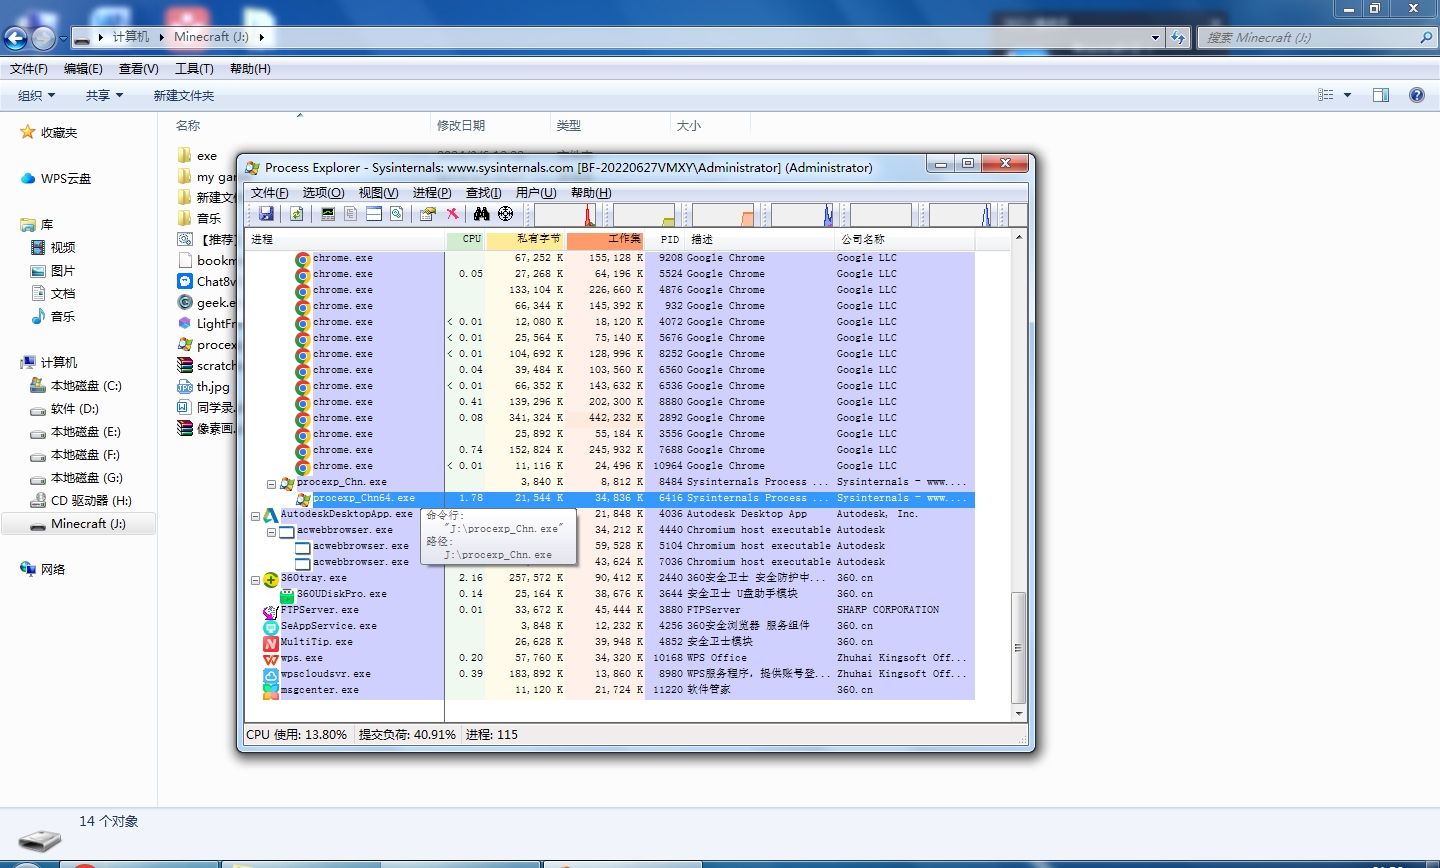 计算机 Minecraft (J:)
搜索 Minecraft (J:)
文件(F) 编辑(E) 查看(V) 工具(T) 帮助(H)
组织 共享 新建文件夹
名称 修改日期 类型 大小
收藏夹
WPS云盘
库
视频
图片
文档
音乐
计算机
本地磁盘 (C:)
软件 (D:)
本地磁盘 (E:)
本地磁盘 (F:)
本地磁盘 (G:)
CD 驱动器 (H:)
Minecraft (J:)
网络
exe
my gar
新建文
音乐
【推荐
bookm
Chat8v
geek.e
LightFr
procex
scratch
th.jpg
同学录.
像素画.
Process Explorer - Sysinternals: www.sysinternals.com [BF-20220627VMXY\Administrator] (Administrator)
文件(F) 选项(O) 视图(V) 进程(P) 查找(I) 用户(U) 帮助(H)
进程 CPU 私有字节 工作集 PID 描述 公司名称
chrome.exe 67,252 K 155,128 K 9208 Google Chrome Google LLC
chrome.exe 0.05 27,268 K 64,196 K 5524 Google Chrome Google LLC
chrome.exe 133,104 K 226,660 K 4876 Google Chrome Google LLC
chrome.exe 66,344 K 145,392 K 932 Google Chrome Google LLC
chrome.exe < 0.01 12,080 K 18,120 K 4072 Google Chrome Google LLC
chrome.exe < 0.01 25,564 K 75,140 K 5676 Google Chrome Google LLC
chrome.exe < 0.01 104,692 K 128,996 K 8252 Google Chrome Google LLC
chrome.exe 0.04 39,484 K 103,560 K 6560 Google Chrome Google LLC
chrome.exe < 0.01 66,352 K 143,632 K 6536 Google Chrome Google LLC
chrome.exe 0.41 139,296 K 202,300 K 8880 Google Chrome Google LLC
chrome.exe 0.08 341,324 K 442,232 K 2892 Google Chrome Google LLC
chrome.exe 25,892 K 55,184 K 3556 Google Chrome Google LLC
chrome.exe 0.74 152,824 K 245,932 K 7688 Google Chrome Google LLC
chrome.exe < 0.01 11,116 K 24,496 K 10964 Google Chrome Google LLC
procexp_Chn.exe 3,840 K 8,812 K 8484 Sysinternals Process ... Sysinternals - www....
procexp_Chn64.exe 1.78 21,544 K 34,836 K 6416 Sysinternals Process ... Sysinternals - www....
AutodeskDesktopApp.exe 21,848 K 4036 Autodesk Desktop App Autodesk, Inc.
acwebbrowser.exe 34,212 K 4440 Chromium host executable Autodesk
acwebbrowser.exe 59,528 K 5104 Chromium host executable Autodesk
acwebbrowser.exe 43,624 K 7036 Chromium host executable Autodesk
命令行:
"J:\procexp_Chn.exe"
路径:
J:\procexp_Chn.exe
360tray.exe 2.16 257,572 K 90,412 K 2440 360安全卫士 安全防护中... 360.cn
360UDiskPro.exe 0.14 25,164 K 38,676 K 3644 安全卫士 U盘助手模块 360.cn
FTPServer.exe 0.01 33,672 K 45,444 K 3880 FTPServer SHARP CORPORATION
SeAppService.exe 3,848 K 12,232 K 4256 360安全浏览器 服务组件 360.cn
MultiTip.exe 26,628 K 39,948 K 4852 安全卫士模块 360.cn
wps.exe 0.20 57,760 K 34,320 K 10168 WPS Office Zhuhai Kingsoft Off...
wpscloudsvr.exe 0.39 183,892 K 13,860 K 8980 WPS服务程序，提供账号登... Zhuhai Kingsoft Off...
msgcenter.exe 11,120 K 21,724 K 11220 软件管家 360.cn
CPU 使用: 13.80% 提交负荷: 40.91% 进程: 115
14 个对象